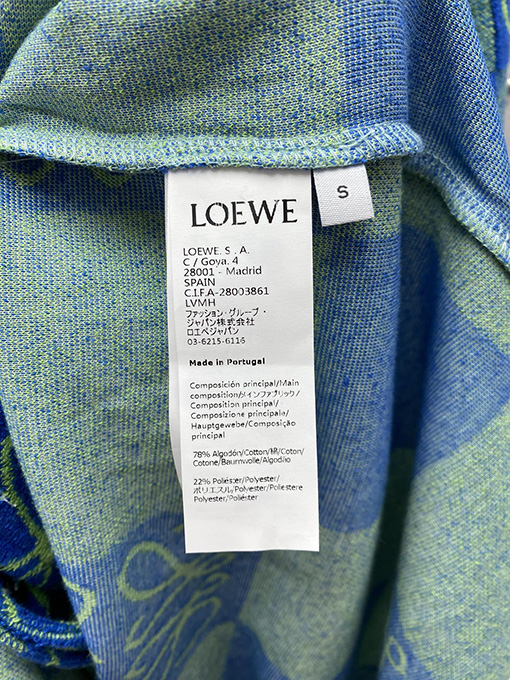 LOEWE
S
LOEWE, S. A.
C / Goya, 4
28001 - Madrid
SPAIN
C.I.F.A-28003861
LVMH
ファッション・グループ・
ジャパン株式会社
ロエベジャパン
03-6215-6116
Made in Portugal
Composición principal/Main
composition/メインファブリック/
Composition principal/
Composizione principale/
Hauptgewebe/Composição
principal
78% Algodón/Cotton/綿/Coton/
Cotone/Baumwolle/Algodão
22% Poliéster/Polyester/
ポリエステル/Polyester/Poliestere
Polyester/Poliéster